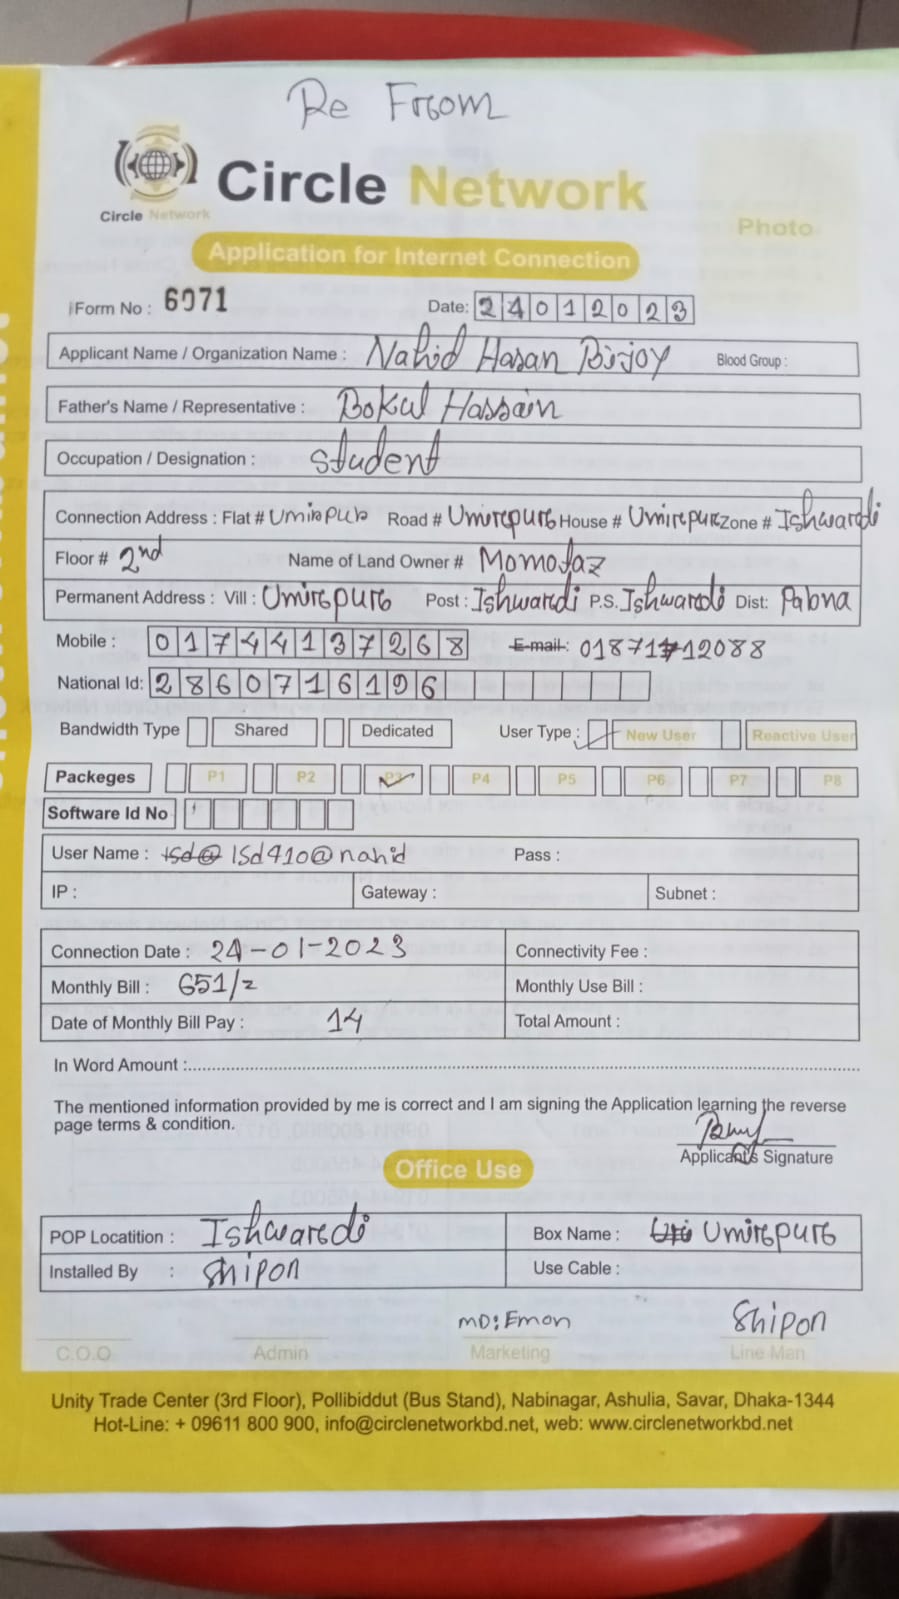 Re From
Circle Network
Circle Network
Photo
Application for Internet Connection
Form No : 6071 Date: 24012023
Applicant Name / Organization Name : Nahid Hasan Birjoy Blood Group :
Father's Name / Representative : Bokul Hassain
Occupation / Designation : Student
Connection Address : Flat # Umirpur Road # Umirpur House # Umirpur Zone # Ishwardi
Floor # 2nd Name of Land Owner # Momotaz
Permanent Address : Vill : Umirpur Post : Ishwardi P.S. Ishwardi Dist: Pabna
Mobile : 01744137268 E-mail : 01871712088
National Id: 2860716196
Bandwidth Type Shared Dedicated User Type : New User Reactive User
Packeges P1 P2 P3 P4 P5 P6 P7 P8
Software Id No
User Name : isd@ isd910@nahid Pass :
IP : Gateway : Subnet :
Connection Date : 24-01-2023 Connectivity Fee :
Monthly Bill : 651/= Monthly Use Bill :
Date of Monthly Bill Pay : 14 Total Amount :
In Word Amount :
The mentioned information provided by me is correct and I am signing the Application learning the reverse
page terms & condition.
Applicant's Signature
Office Use
POP Locatition : Ishwardi Box Name : Umirpur
Installed By : Shipon Use Cable :
MD: Emon Shipon
C.O.O Admin Marketing Line Man
Unity Trade Center (3rd Floor), Pollibiddut (Bus Stand), Nabinagar, Ashulia, Savar, Dhaka-1344
Hot-Line: + 09611 800 900, info@circlenetworkbd.net, web: www.circlenetworkbd.net